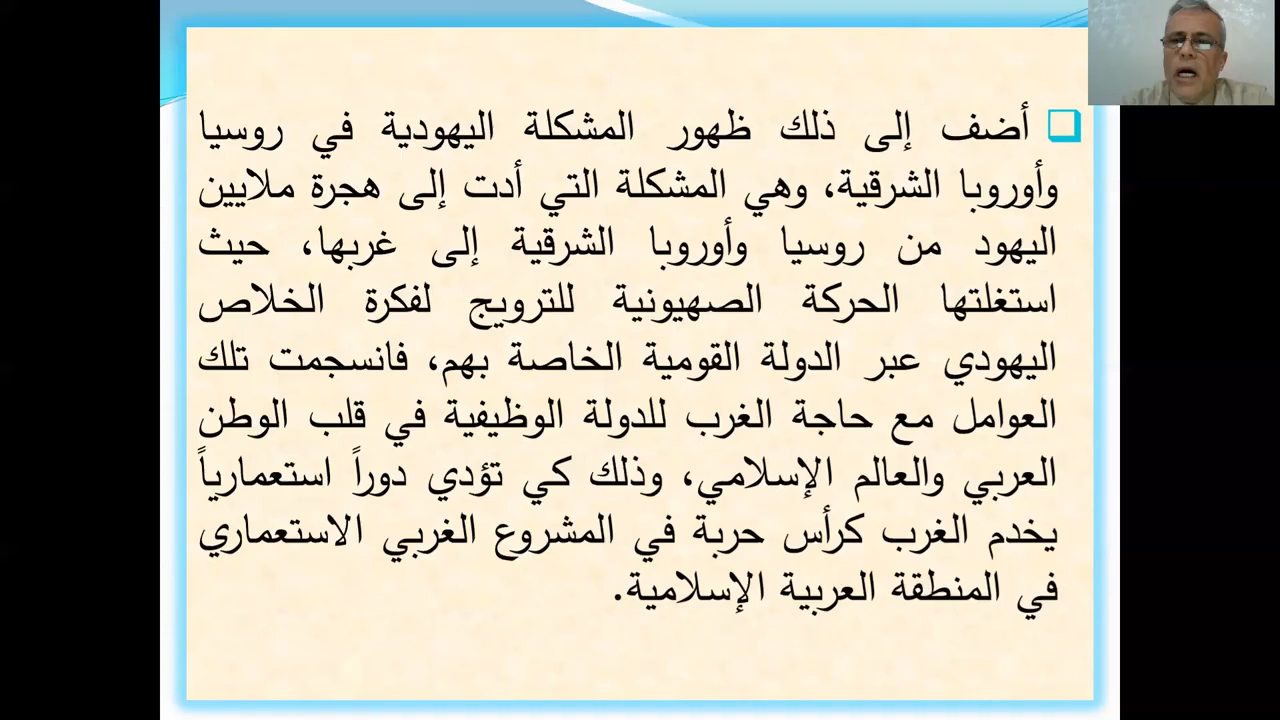 أضف إلى ذلك ظهور المشكلة اليهودية في روسيا
وأوروبا الشرقية، وهي المشكلة التي أدت إلى هجرة ملايين
اليهود من روسيا وأوروبا الشرقية إلى غربها، حيث
استغلتها الحركة الصهيونية للترويج لفكرة الخلاص
اليهودي عبر الدولة القومية الخاصة بهم، فانسجمت تلك
العوامل مع حاجة الغرب للدولة الوظيفية في قلب الوطن
العربي والعالم الإسلامي، وذلك كي تؤدي دوراً استعمارياً
يخدم الغرب كرأس حربة في المشروع الغربي الاستعماري
في المنطقة العربية الإسلامية.